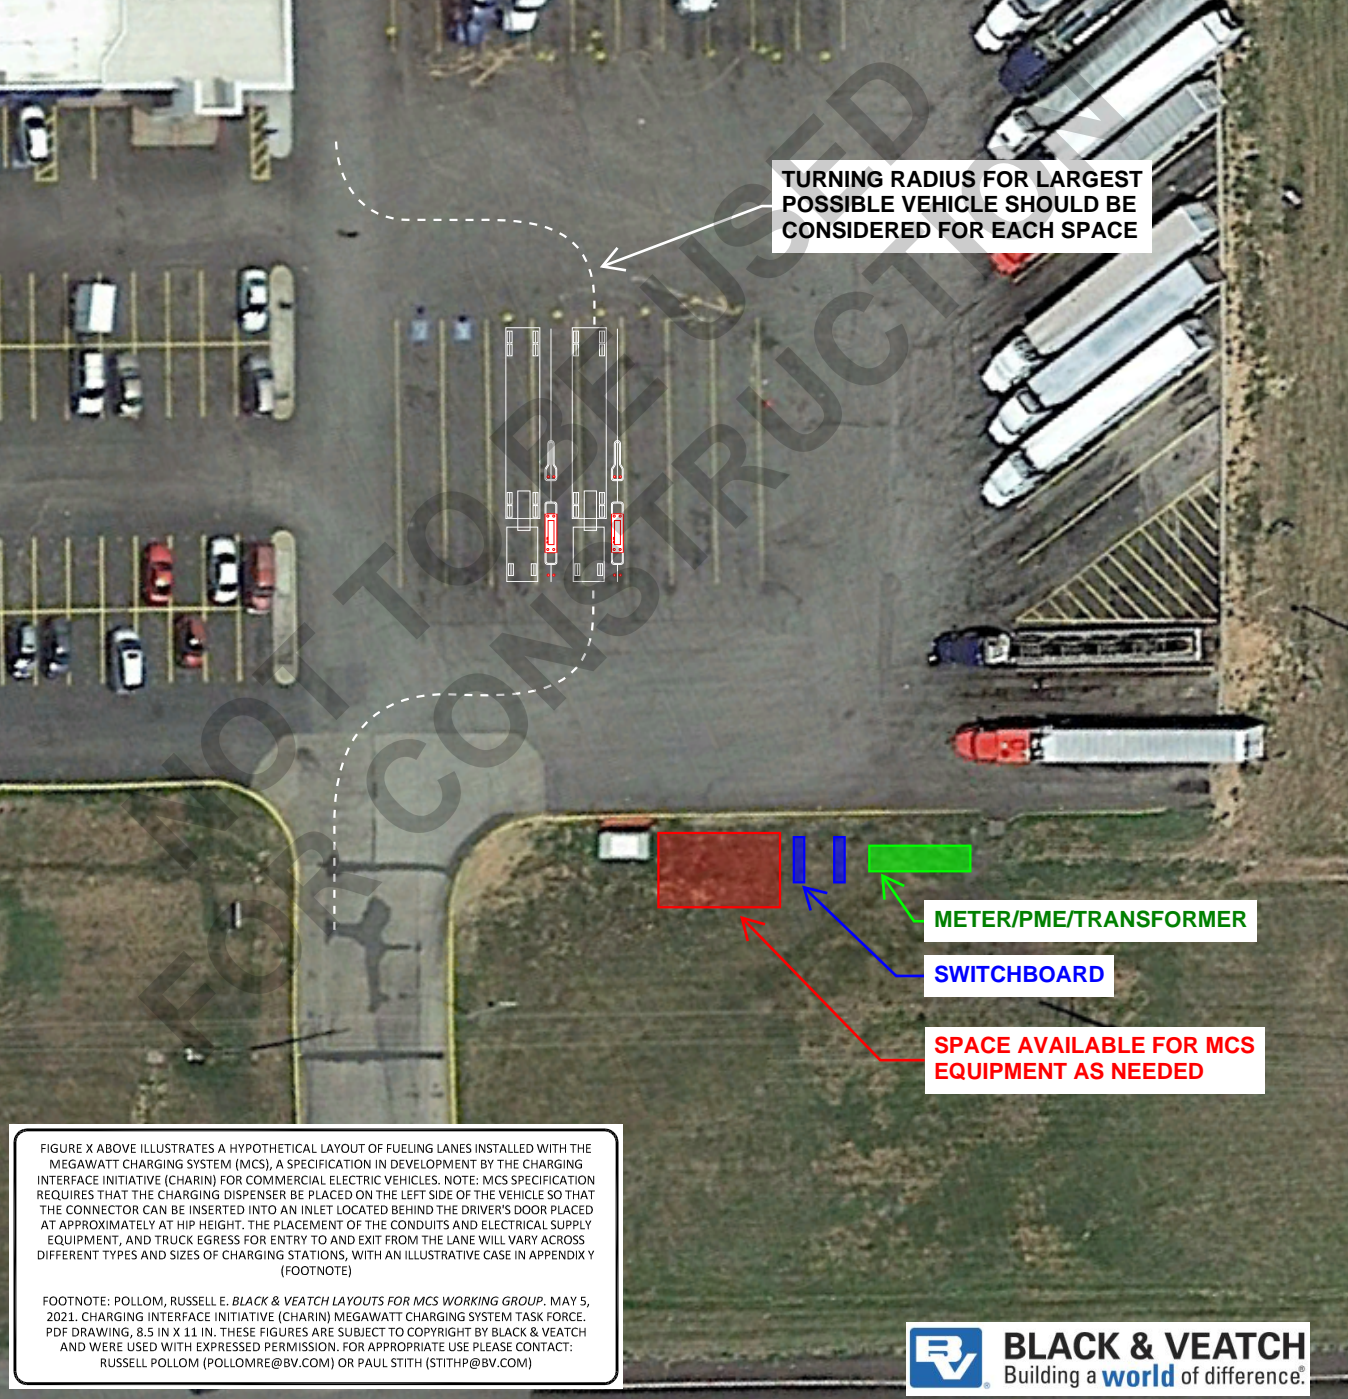 TURNING RADIUS FOR LARGEST
POSSIBLE VEHICLE SHOULD BE
CONSIDERED FOR EACH SPACE
NOT TO BE USED
FOR CONSTRUCTION
METER/PME/TRANSFORMER
SWITCHBOARD
SPACE AVAILABLE FOR MCS
EQUIPMENT AS NEEDED
FIGURE X ABOVE ILLUSTRATES A HYPOTHETICAL LAYOUT OF FUELING LANES INSTALLED WITH THE
MEGAWATT CHARGING SYSTEM (MCS), A SPECIFICATION IN DEVELOPMENT BY THE CHARGING
INTERFACE INITIATIVE (CHARIN) FOR COMMERCIAL ELECTRIC VEHICLES. NOTE: MCS SPECIFICATION
REQUIRES THAT THE CHARGING DISPENSER BE PLACED ON THE LEFT SIDE OF THE VEHICLE SO THAT
THE CONNECTOR CAN BE INSERTED INTO AN INLET LOCATED BEHIND THE DRIVER'S DOOR PLACED
AT APPROXIMATELY AT HIP HEIGHT. THE PLACEMENT OF THE CONDUITS AND ELECTRICAL SUPPLY
EQUIPMENT, AND TRUCK EGRESS FOR ENTRY TO AND EXIT FROM THE LANE WILL VARY ACROSS
DIFFERENT TYPES AND SIZES OF CHARGING STATIONS, WITH AN ILLUSTRATIVE CASE IN APPENDIX Y
(FOOTNOTE)
FOOTNOTE: POLLOM, RUSSELL E. BLACK & VEATCH LAYOUTS FOR MCS WORKING GROUP. MAY 5,
2021. CHARGING INTERFACE INITIATIVE (CHARIN) MEGAWATT CHARGING SYSTEM TASK FORCE.
PDF DRAWING, 8.5 IN X 11 IN. THESE FIGURES ARE SUBJECT TO COPYRIGHT BY BLACK & VEATCH
AND WERE USED WITH EXPRESSED PERMISSION. FOR APPROPRIATE USE PLEASE CONTACT:
RUSSELL POLLOM (POLLOMRE@BV.COM) OR PAUL STITH (STITHP@BV.COM)
BV®
BLACK & VEATCH
Building a world of difference.®